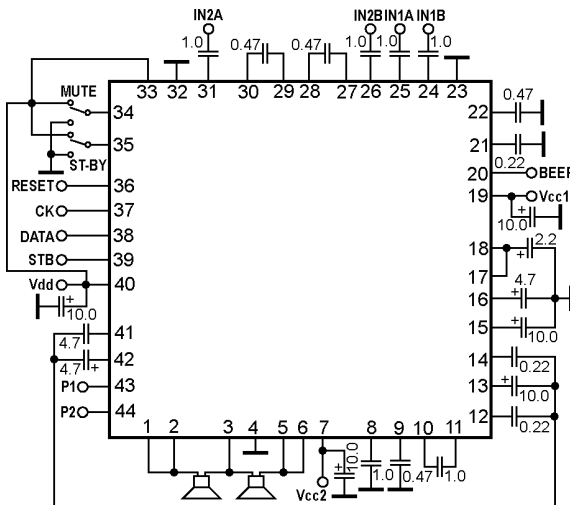 IN2A IN2B IN1A IN1B
1.0 0.47 0.47 1.0 1.0 1.0
33 32 31 30 29 28 27 26 25 24 23
MUTE
34
35
ST-BY
RESET 36
CK 37
DATA 38
STB 39
Vdd 40
+
10.0
41
4.7
42
4.7 +
P1 43
P2 44
22 0.47
21
0.22
20 BEEP
19 Vcc1
+
10.0
18 2.2
+
17
4.7
16 +
15 +
10.0
14 0.22
13 +
10.0
12 0.22
1 2 3 4 5 6 7 8 9 10 11
+ 10.0 1.0 0.47 1.0
Vcc2